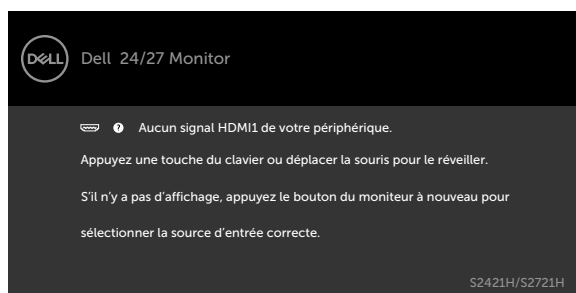 DELL
Dell 24/27 Monitor
Aucun signal HDMI1 de votre périphérique.
Appuyez une touche du clavier ou déplacer la souris pour le réveiller.
S’il n’y a pas d’affichage, appuyez le bouton du moniteur à nouveau pour
sélectionner la source d’entrée correcte.
S2421H/S2721H